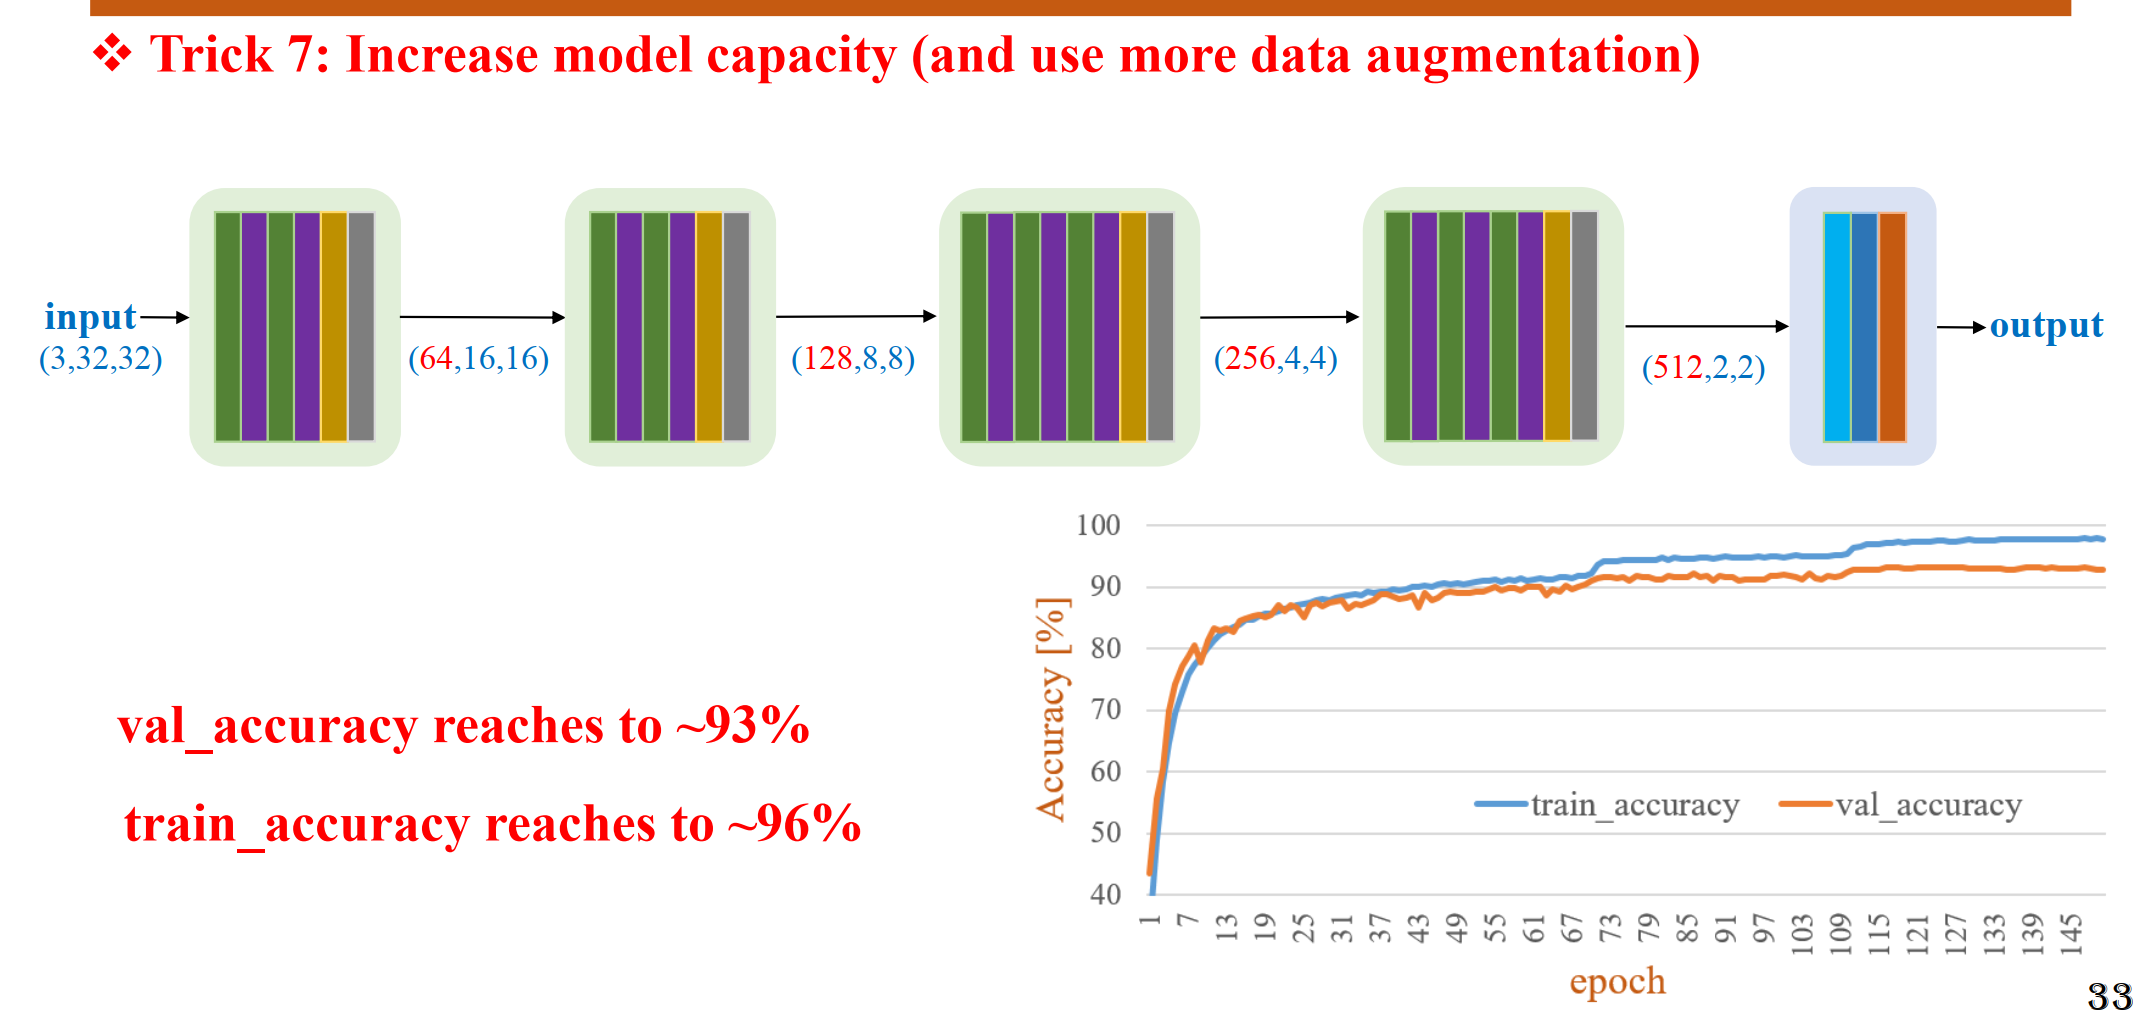 ❖ Trick 7: Increase model capacity (and use more data augmentation)
input
(3,32,32)
(64,16,16)
(128,8,8)
(256,4,4)
(512,2,2)
output
val_accuracy reaches to ~93%
train_accuracy reaches to ~96%
Accuracy [%]
100
90
80
70
60
50
40
train_accuracy
val_accuracy
1 7 13 19 25 31 37 43 49 55 61 67 73 79 85 91 97 103 109 115 121 127 133 139 145
epoch
33